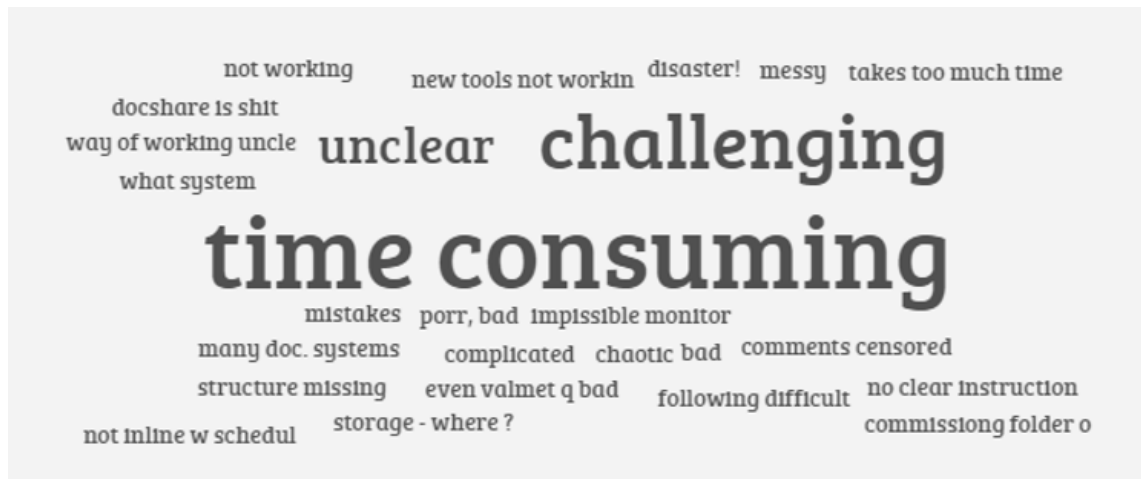 not working
new tools not workin
disaster!
messy
takes too much time
docshare is shit
way of working uncle
unclear
challenging
what system
time consuming
mistakes
porr, bad
impissible monitor
many doc. systems
complicated
chaotic
bad
comments censored
structure missing
even valmet q bad
following difficult
no clear instruction
not inline w schedul
storage - where ?
commissiong folder o